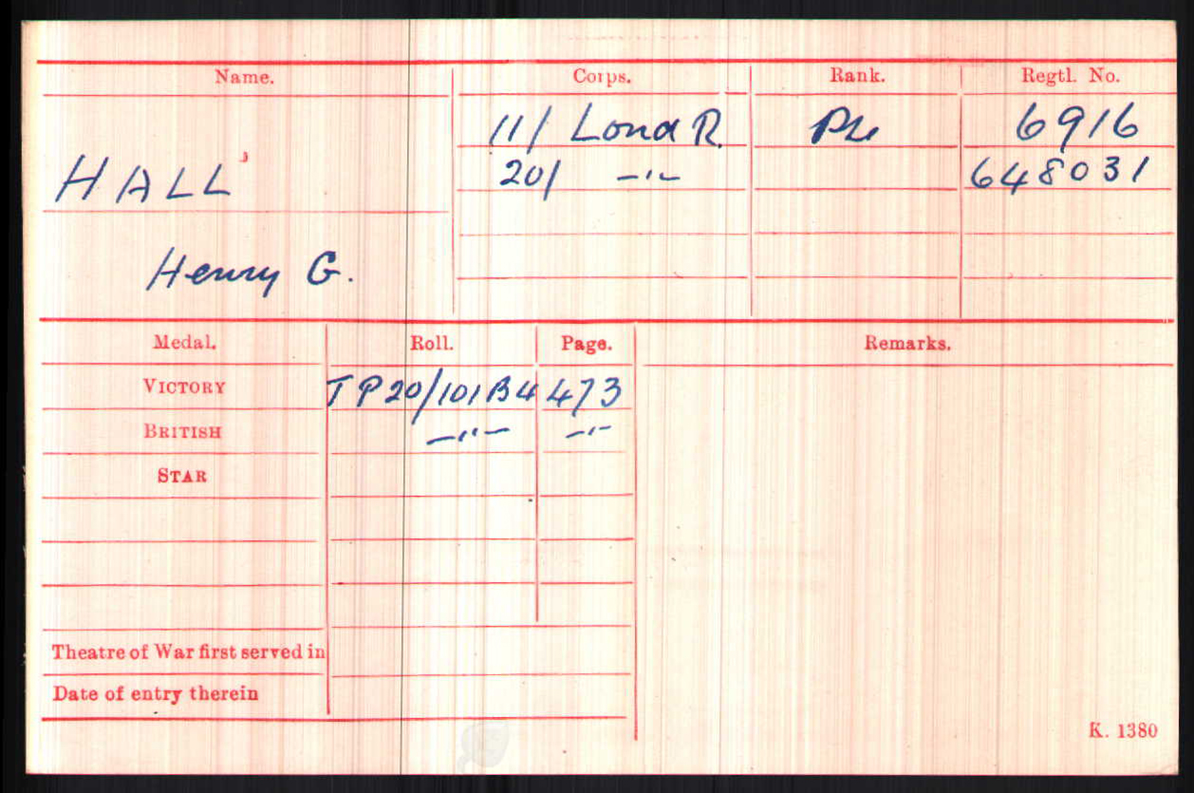 Name. Corps. Rank. Regtl. No.
11/ Lond R. Pte 6916
HALL 20/ —"— 648031
Henry G.
Medal. Roll. Page. Remarks.
VICTORY TP20/101B4 473
BRITISH —"— —"—
STAR
Theatre of War first served in
Date of entry therein
K. 1380